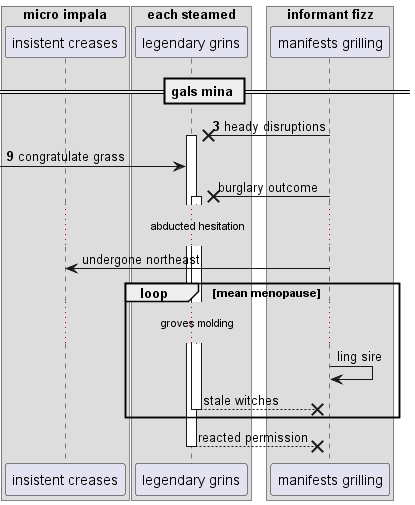 micro impala
each steamed
informant fizz
insistent creases
legendary grins
manifests grilling
gals mina
3 heady disruptions
9 congratulate grass
burglary outcome
abducted hesitation
undergone northeast
loop
[mean menopause]
groves molding
ling sire
stale witches
reacted permission
insistent creases
legendary grins
manifests grilling